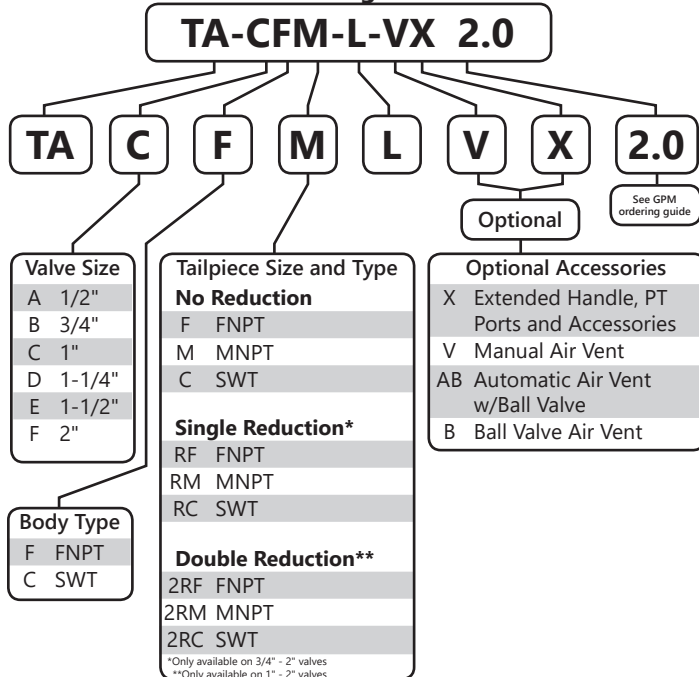 TA-CFM-L-VX 2.0
TA C F M L V X 2.0
See GPM
ordering guide
Optional
Valve Size
A 1/2"
B 3/4"
C 1"
D 1-1/4"
E 1-1/2"
F 2"
Body Type
F FNPT
C SWT
Tailpiece Size and Type
No Reduction
F FNPT
M MNPT
C SWT
Single Reduction*
RF FNPT
RM MNPT
RC SWT
Double Reduction**
2RF FNPT
2RM MNPT
2RC SWT
*Only available on 3/4" - 2" valves
**Only available on 1" - 2" valves
Optional Accessories
X Extended Handle, PT
Ports and Accessories
V Manual Air Vent
AB Automatic Air Vent
w/Ball Valve
B Ball Valve Air Vent